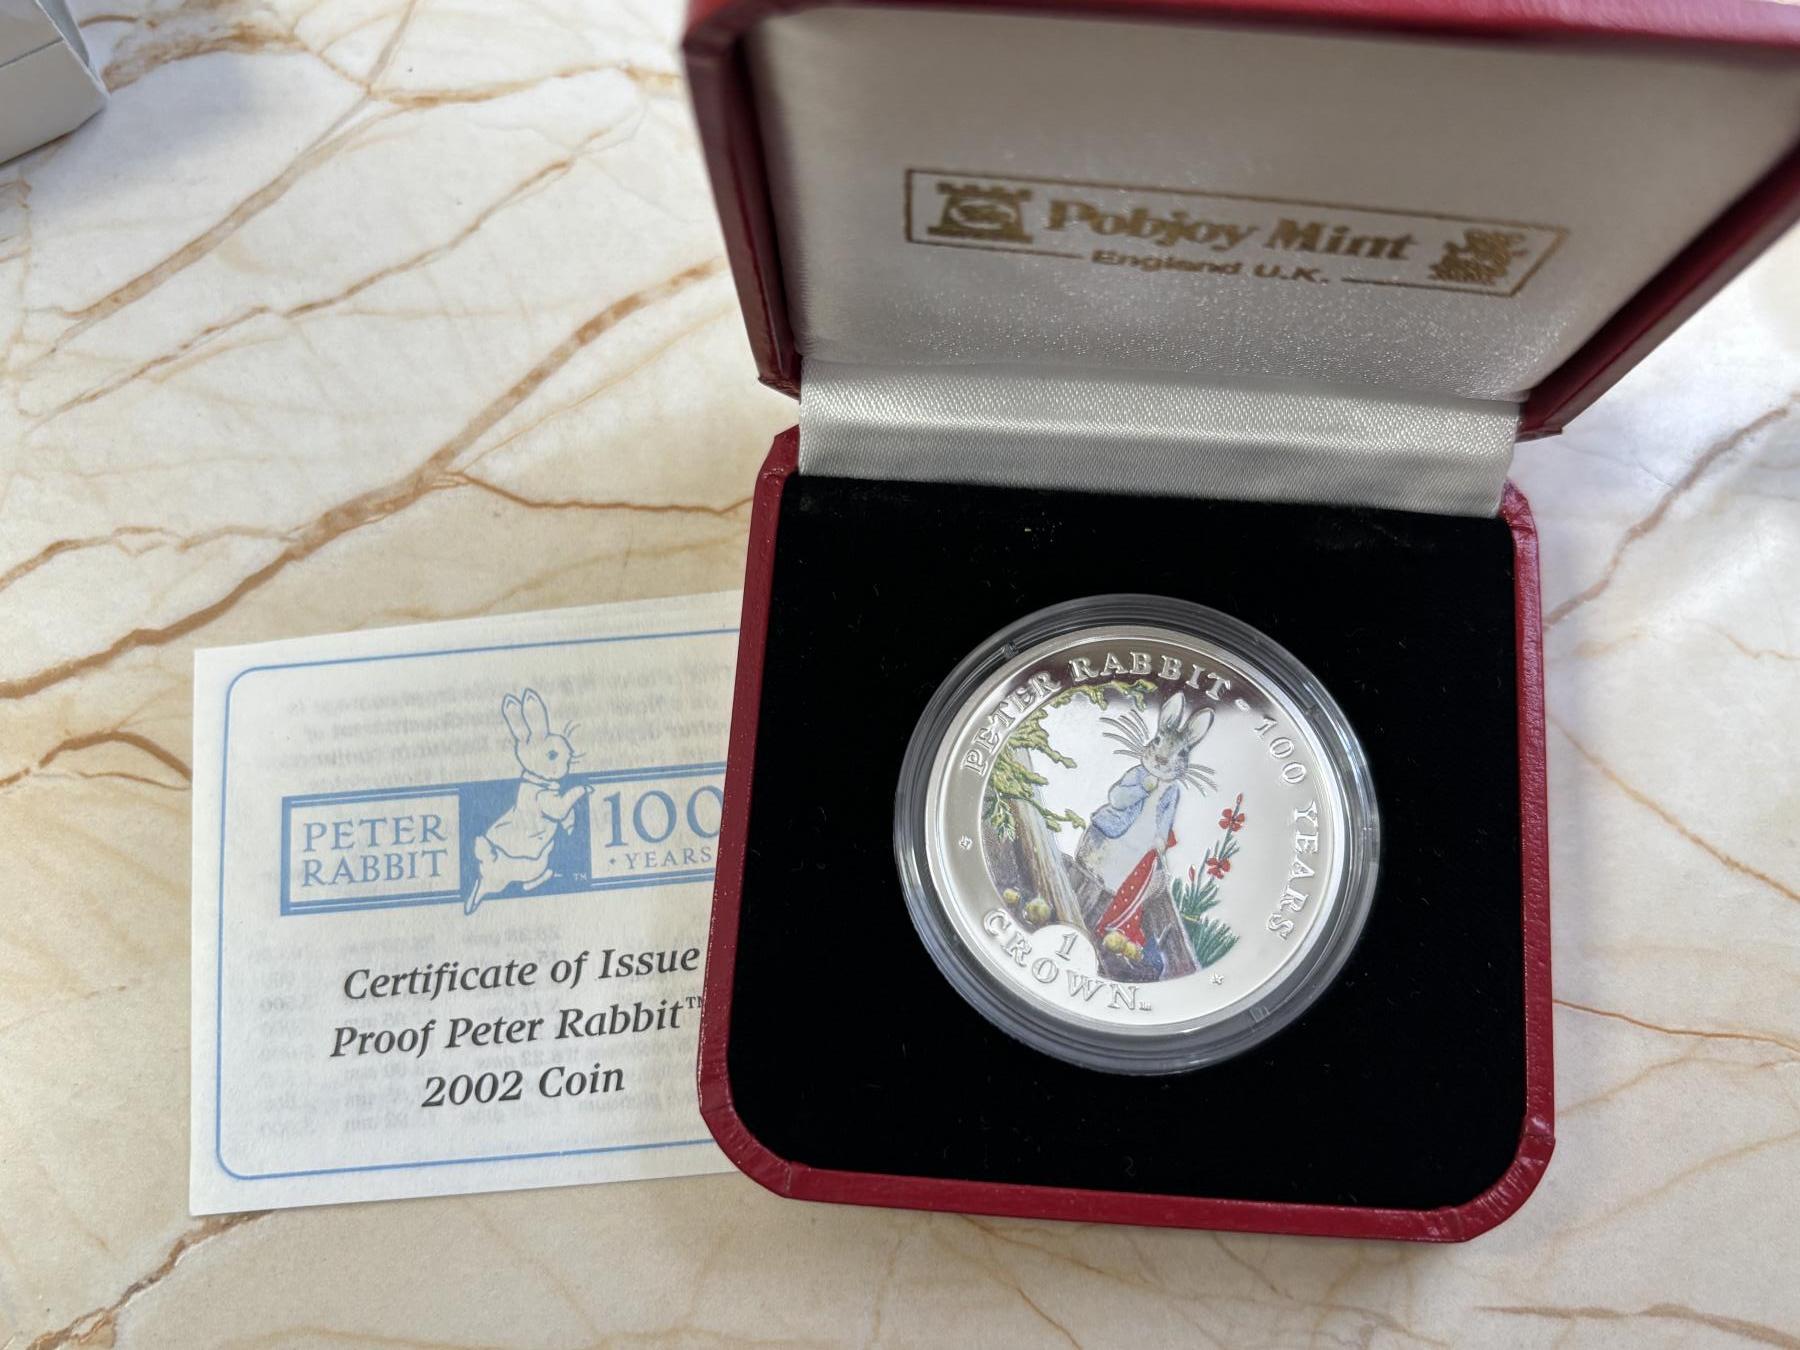 Pobjoy Mint
England U.K.
PETER RABBIT - 100 YEARS
1
CROWN
PETER
RABBIT
100
• YEARS
™
Certificate of Issue
Proof Peter Rabbit™
2002 Coin